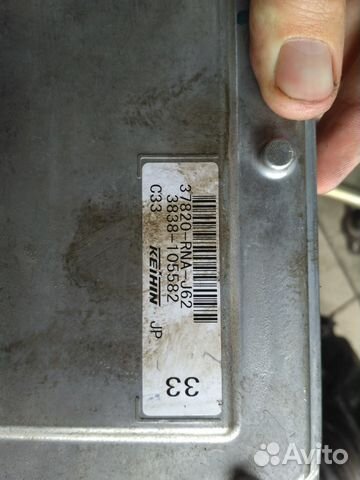 37820-RNA-J62
3838-105582
C33
KEIHIN
JP
33
Avito